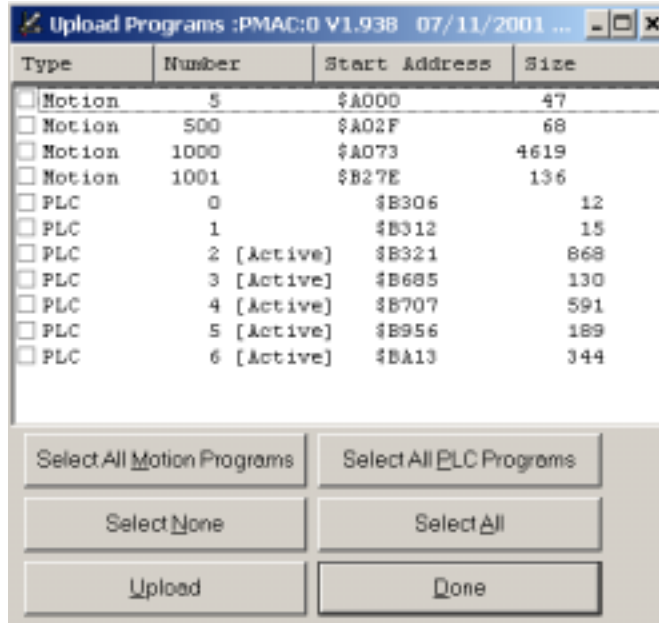 Upload Programs :PMAC:0 V1.938 07/11/2001 ...
Type Number Start Address Size
Motion 5 $A000 47
Motion 500 $A02F 68
Motion 1000 $A073 4619
Motion 1001 $B27E 136
PLC 0 $B306 12
PLC 1 $B312 15
PLC 2 [Active] $B321 868
PLC 3 [Active] $B685 130
PLC 4 [Active] $B707 591
PLC 5 [Active] $B956 189
PLC 6 [Active] $BA13 344
Select All Motion Programs Select All PLC Programs
Select None Select All
Upload Done